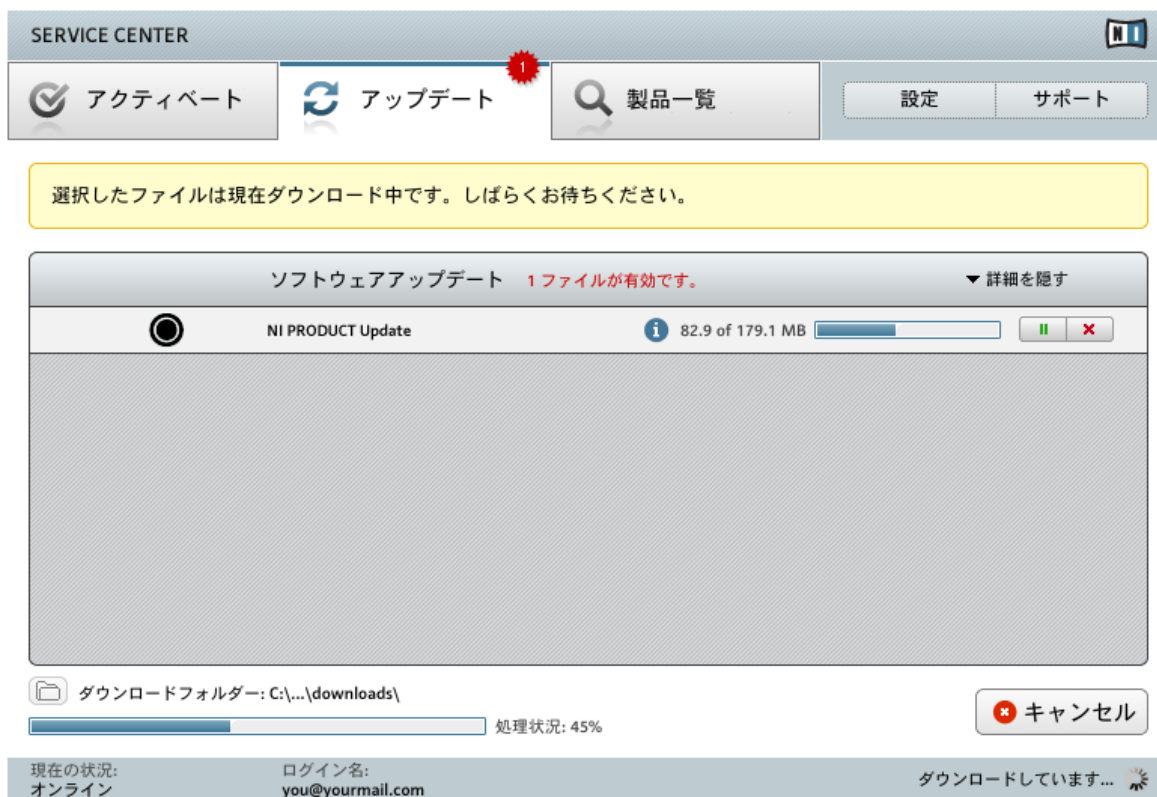 SERVICE CENTER
NI
アクティベート
アップデート
1
製品一覧
設定
サポート
選択したファイルは現在ダウンロード中です。しばらくお待ちください。
ソフトウェアアップデート 1 ファイルが有効です。 詳細を隠す
NI PRODUCT Update 82.9 of 179.1 MB
ダウンロードフォルダー: C:\...\downloads\
処理状況: 45%
キャンセル
現在の状況:
オンライン
ログイン名:
you@yourmail.com
ダウンロードしています...